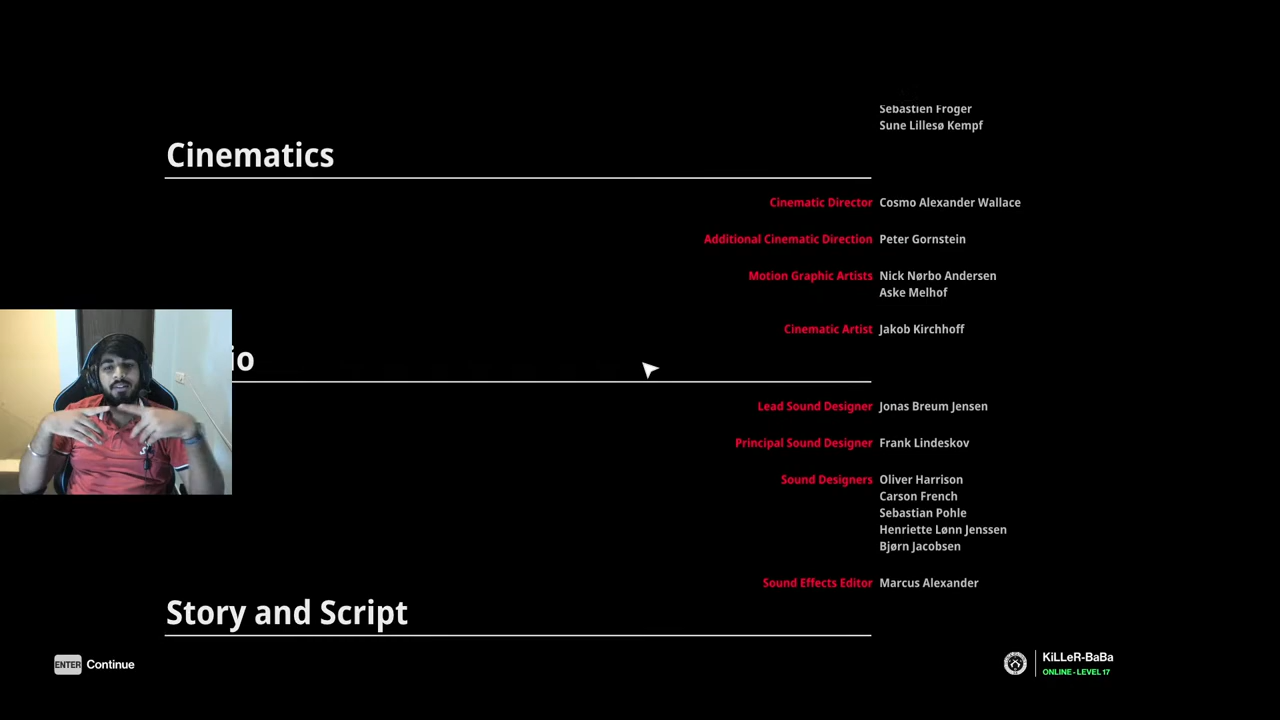 Sebastien Froger
Sune Lillesø Kempf
Cinematics
Cinematic Director Cosmo Alexander Wallace
Additional Cinematic Direction Peter Gornstein
Motion Graphic Artists Nick Nørbo Andersen
Aske Melhof
Cinematic Artist Jakob Kirchhoff
io
Lead Sound Designer Jonas Breum Jensen
Principal Sound Designer Frank Lindeskov
Sound Designers Oliver Harrison
Carson French
Sebastian Pohle
Henriette Lønn Jenssen
Bjørn Jacobsen
Sound Effects Editor Marcus Alexander
Story and Script
ENTER Continue
KiLLeR-BaBa
ONLINE - LEVEL 17